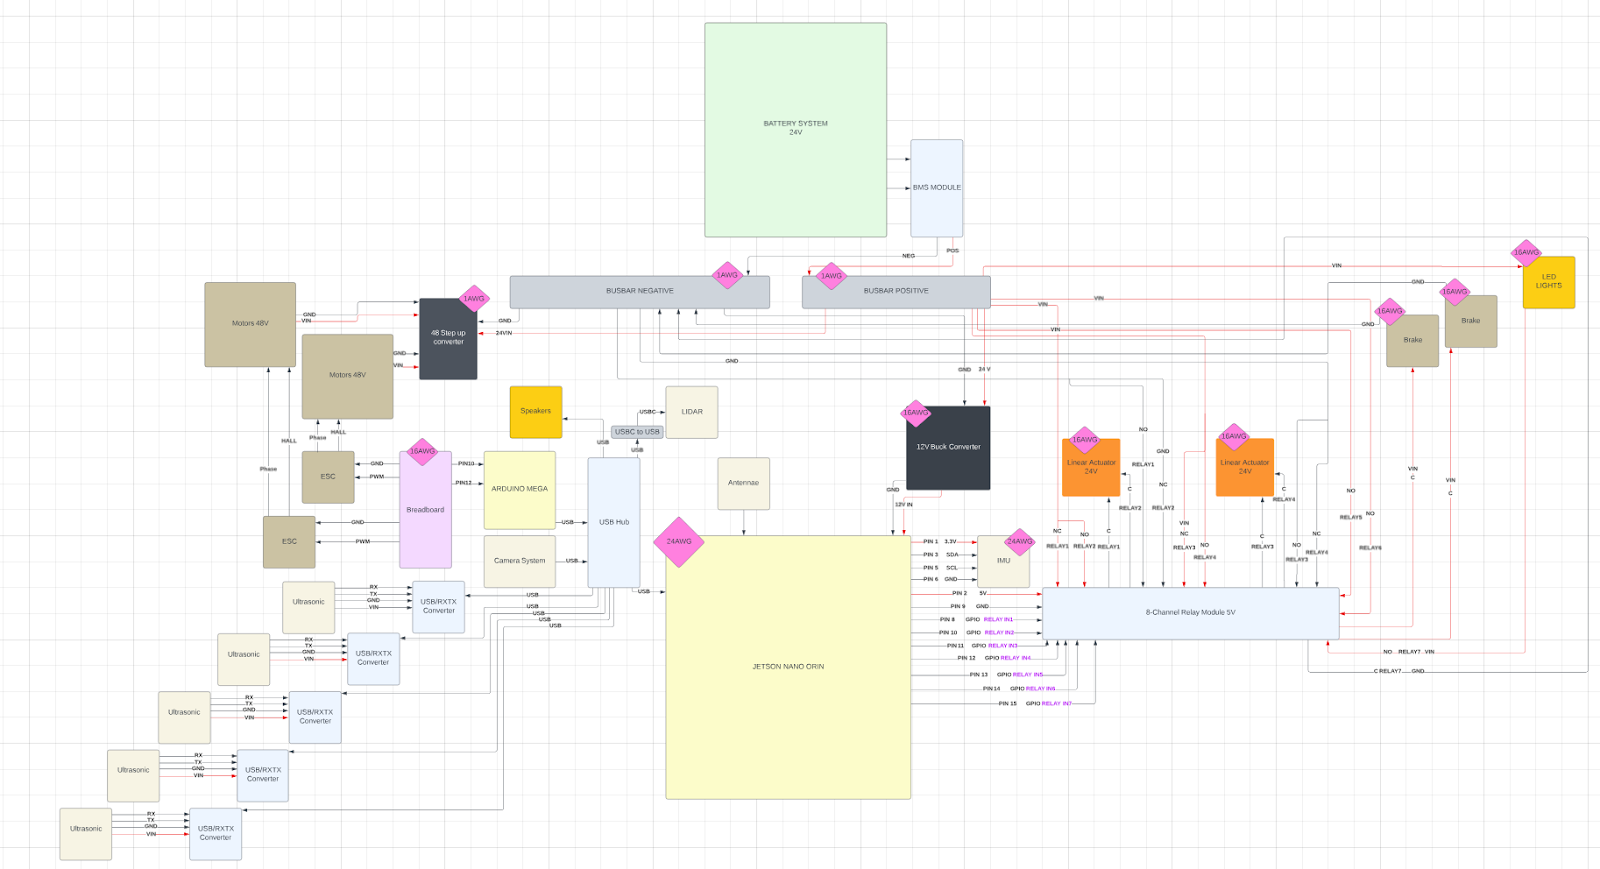 BATTERY SYSTEM
24V
BMS MODULE
POS
NEG
1AWG
BUSBAR NEGATIVE
1AWG
BUSBAR POSITIVE
VIN
16AWG
LED
LIGHTS
GND
16AWG
Brake
16AWG
Brake
GND
VIN
VIN
VIN
Motors 48V
GND
VIN
1AWG
48 Step up
converter
GND
24VIN
Motors 48V
GND
VIN
GND
GND
24 V
16AWG
12V Buck Converter
GND
12V IN
Speakers
USB
USBC
USBC to USB
USB
LIDAR
HALL
Phase
HALL
Phase
ESC
GND
PWM
16AWG
Breadboard
PIN10
PIN12
ARDUINO MEGA
USB
USB Hub
Antennae
ESC
GND
PWM
Camera System
USB
USB
24AWG
JETSON NANO ORIN
PIN 1 3.3V
PIN 3 SDA
PIN 5 SCL
PIN 6 GND
24AWG
IMU
PIN 2 5V
PIN 9 GND
PIN 8 GPIO RELAY IN1
PIN 10 GPIO RELAY IN2
PIN 11 GPIO RELAY IN3
PIN 12 GPIO RELAY IN4
PIN 13 GPIO RELAY IN5
PIN 14 GPIO RELAY IN6
PIN 15 GPIO RELAY IN7
16AWG
Linear Actuator
24V
16AWG
Linear Actuator
24V
NO
RELAY1
GND
NC
RELAY2
C
RELAY2
C
RELAY1
NC
RELAY1
NO
RELAY2
VIN
NC
RELAY3
NO
RELAY4
C
RELAY4
C
RELAY3
NO
RELAY3
NC
RELAY4
NO
RELAY5
NO
RELAY6
VIN
C
VIN
C
8-Channel Relay Module 5V
NO RELAY7 VIN
C RELAY7 GND
Ultrasonic
RX
TX
GND
VIN
USB/RXTX
Converter
USB
USB
USB
USB
USB
Ultrasonic
RX
TX
GND
VIN
USB/RXTX
Converter
Ultrasonic
RX
TX
GND
VIN
USB/RXTX
Converter
Ultrasonic
RX
TX
GND
VIN
USB/RXTX
Converter
Ultrasonic
RX
TX
GND
VIN
USB/RXTX
Converter